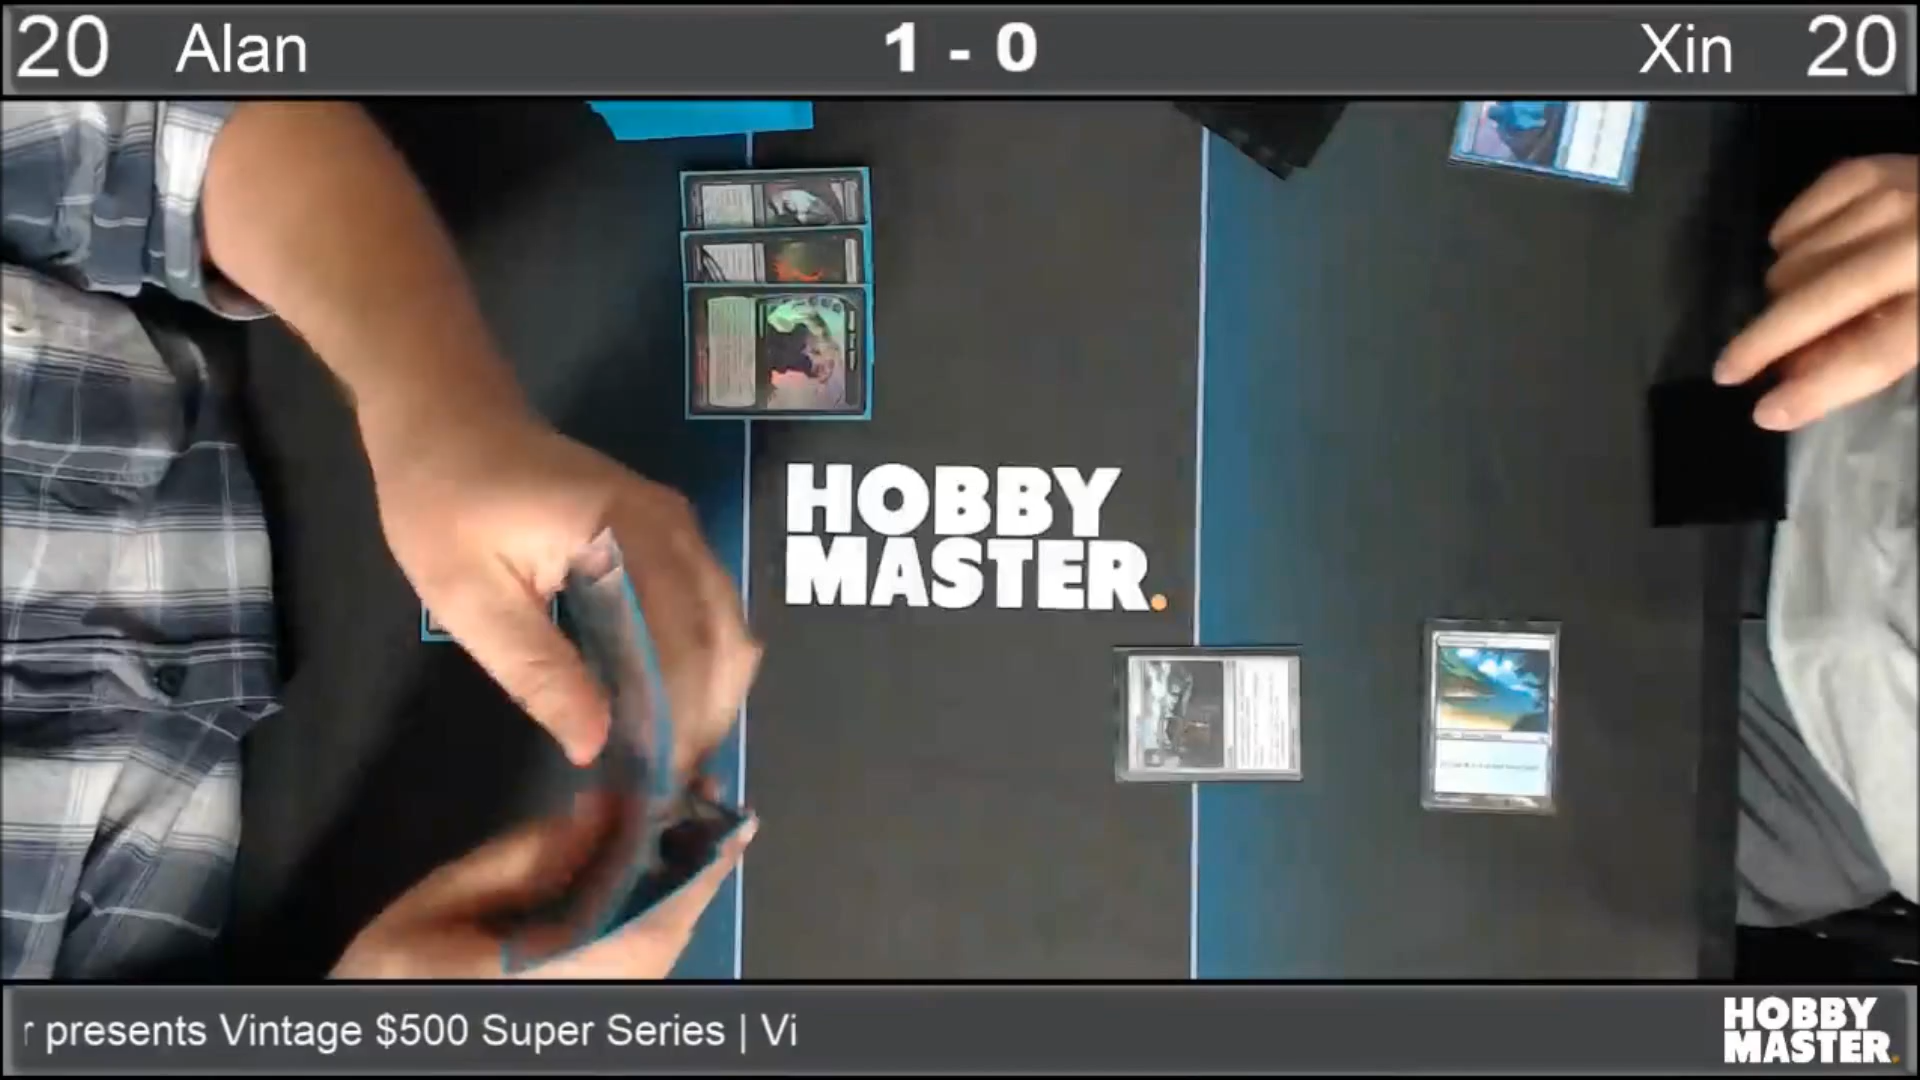 20 Alan 1 - 0 Xin 20
HOBBY
MASTER.
r presents Vintage $500 Super Series | Vi
HOBBY
MASTER.